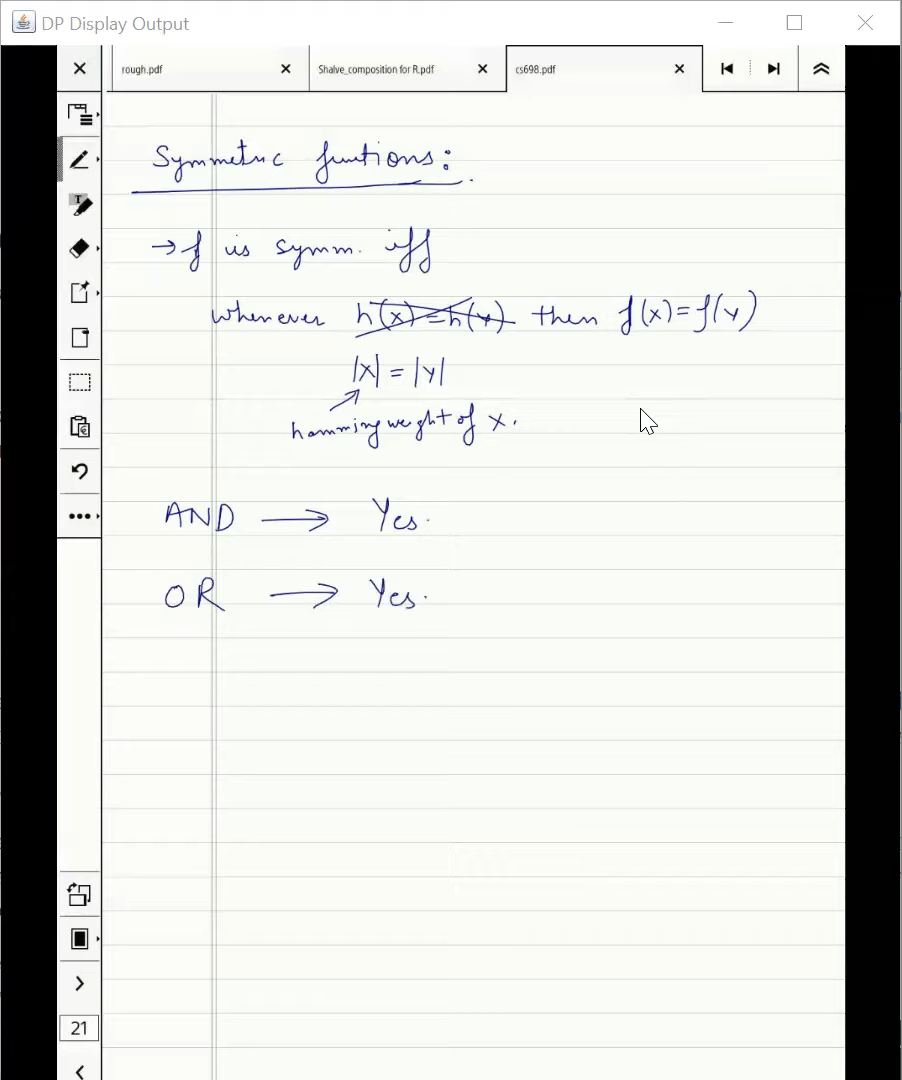 DP Display Output
rough.pdf
Shalve_composition for R.pdf
cs698.pdf
Symmetric funtions:
→ f is symm. iff
whenever h(x)=h(y) then f(x)=f(y)
|x| = |y|
hamming weight of x.
AND → Yes.
OR → Yes.
21